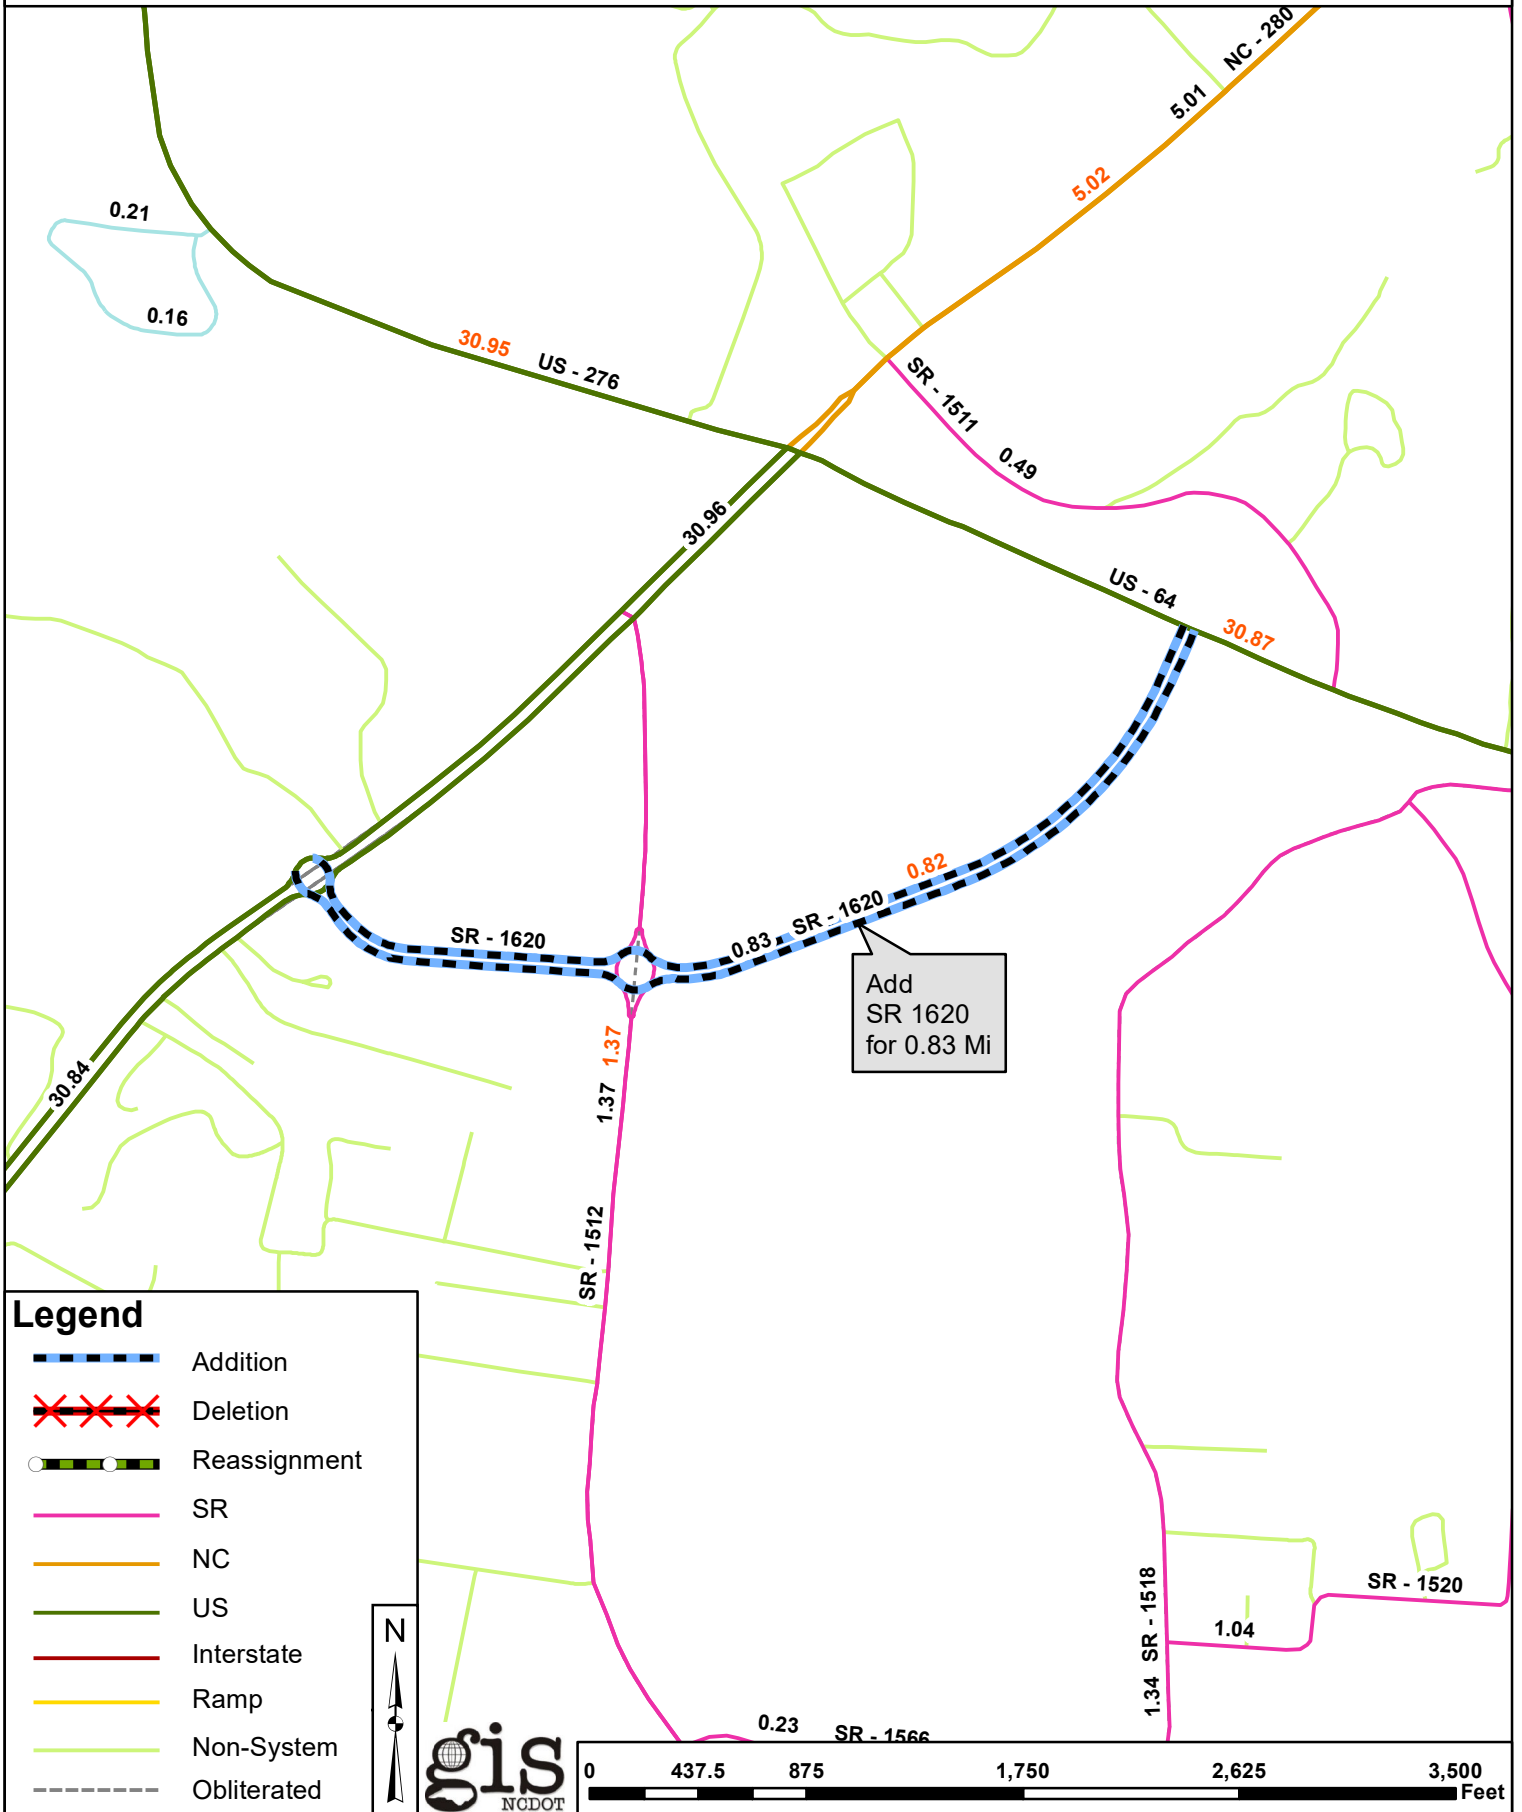 NC - 280
5.01
5.02
0.21
0.16
30.95
US - 276
SR - 1511
0.49
30.96
US - 64
30.87
0.82
SR - 1620
0.83
SR - 1620
Add
SR 1620
for 0.83 Mi
1.37
1.37
30.84
SR - 1512
Legend
Addition
Deletion
Reassignment
SR
NC
US
Interstate
Ramp
Non-System
Obliterated
N
gis
NCDOT
SR - 1518
1.34
SR - 1520
1.04
0.23
SR - 1566
0 437.5 875 1,750 2,625 3,500
Feet